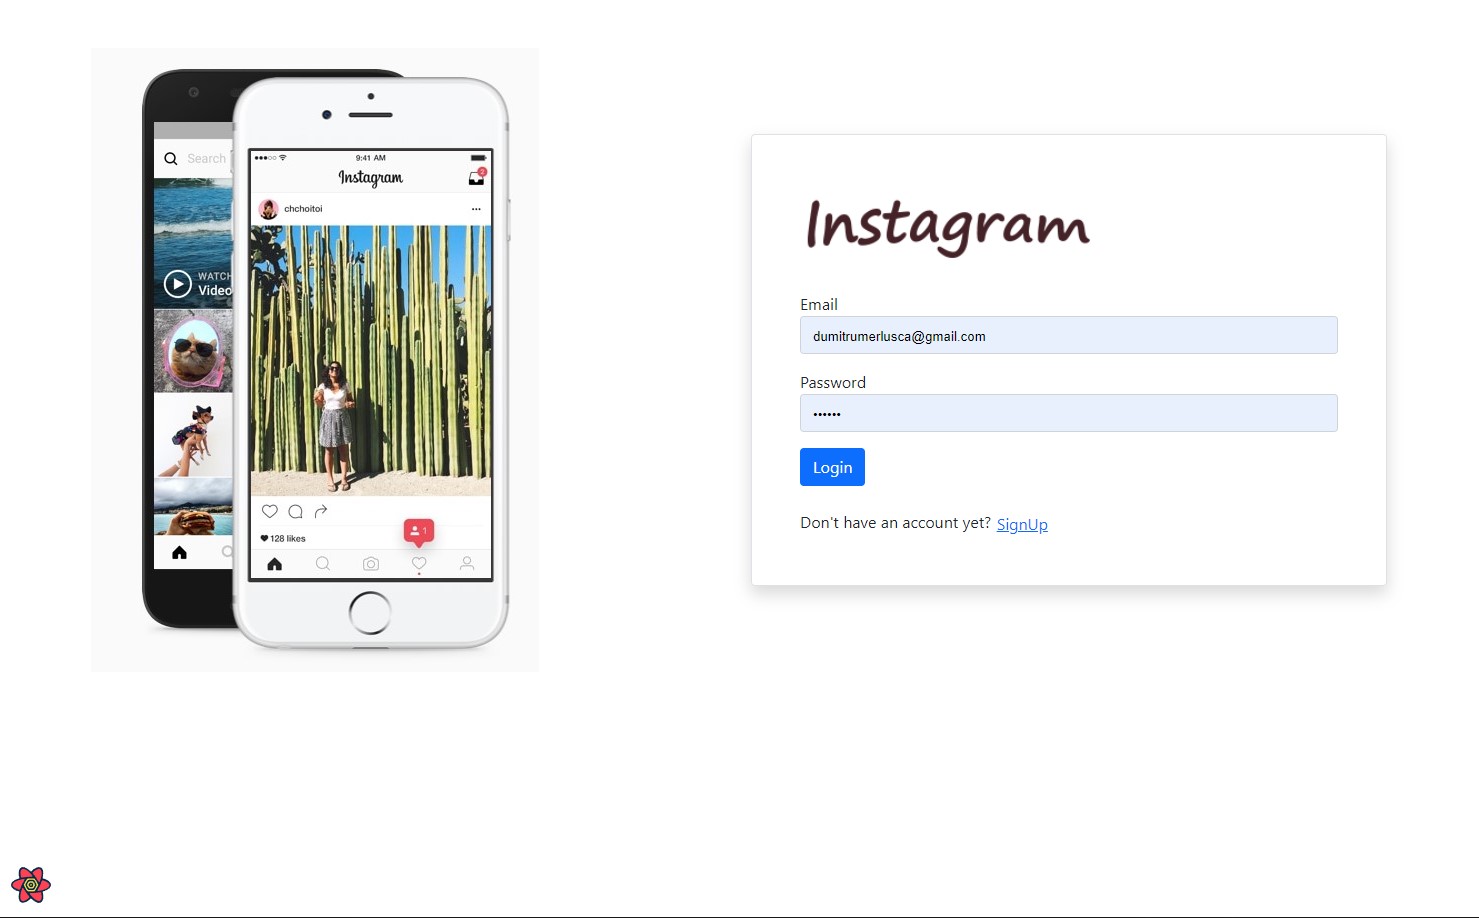 Search
WATCH
Video
9:41 AM
Instagram
2
chchoitoi
128 likes
1
Instagram
Email
dumitrumerlusca@gmail.com
Password
••••••
Login
Don't have an account yet? SignUp